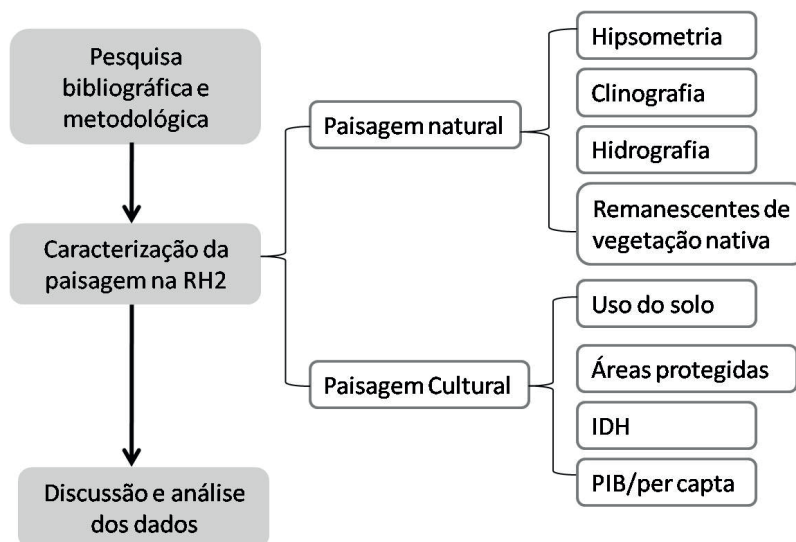 Pesquisa
bibliográfica e
metodológica
Caracterização da
paisagem na RH2
Discussão e análise
dos dados
Paisagem natural
Hipsometria
Clinografia
Hidrografia
Remanescentes de
vegetação nativa
Paisagem Cultural
Uso do solo
Áreas protegidas
IDH
PIB/per capta